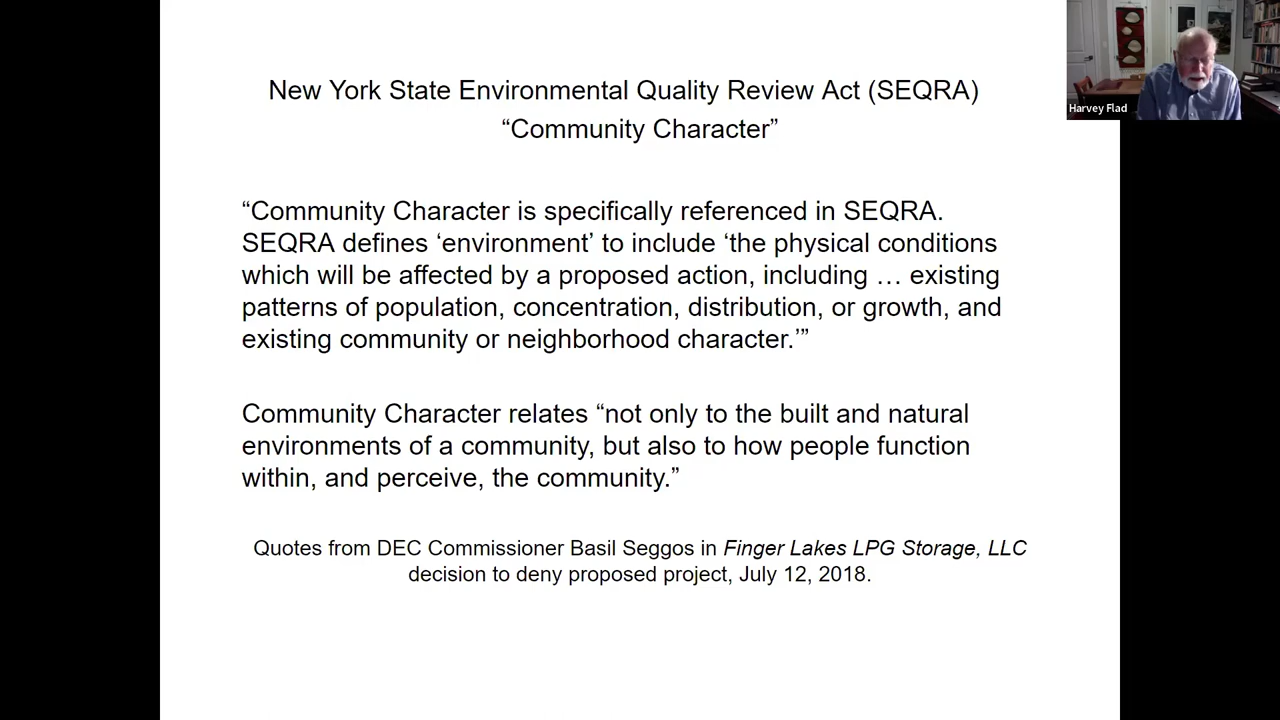 New York State Environmental Quality Review Act (SEQRA)
“Community Character”
“Community Character is specifically referenced in SEQRA.
SEQRA defines ‘environment’ to include ‘the physical conditions
which will be affected by a proposed action, including … existing
patterns of population, concentration, distribution, or growth, and
existing community or neighborhood character.’”
Community Character relates “not only to the built and natural
environments of a community, but also to how people function
within, and perceive, the community.”
Quotes from DEC Commissioner Basil Seggos in Finger Lakes LPG Storage, LLC
decision to deny proposed project, July 12, 2018.
Harvey Flad